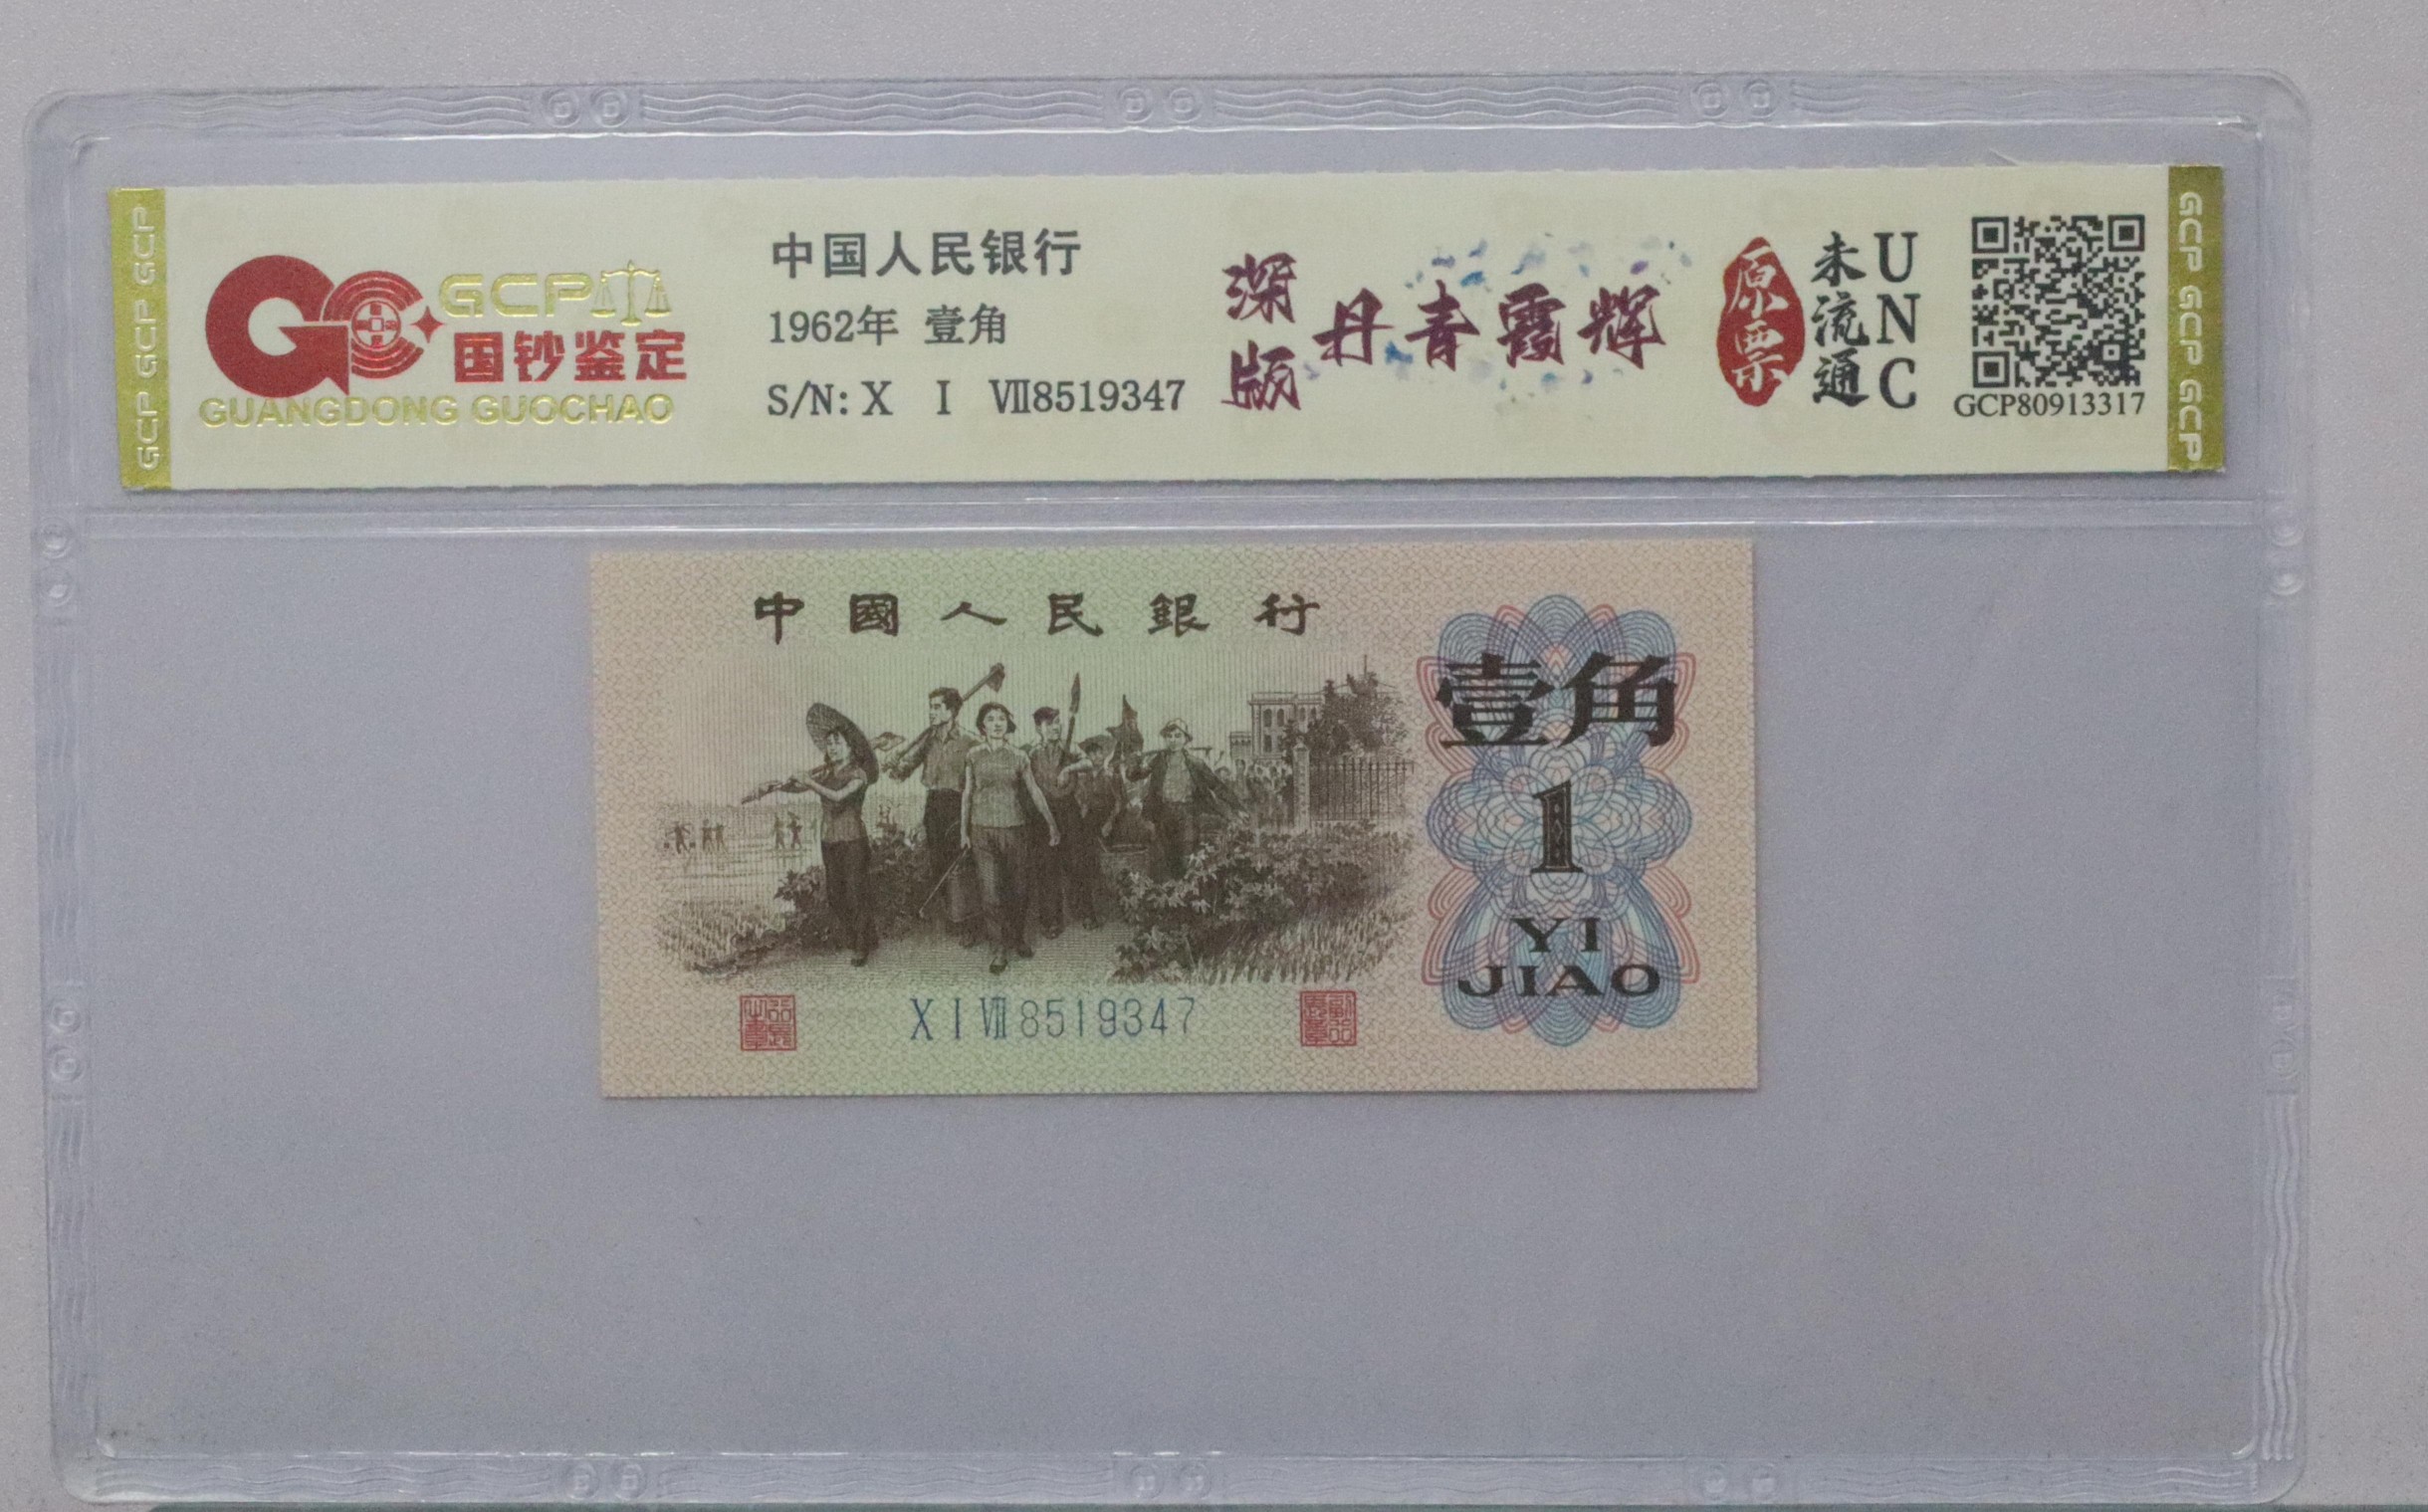 GCP GCP GCP
GCP
国钞鉴定
GUANGDONG GUOCHAO
中国人民银行
1962年 壹角
S/N: X I Ⅶ8519347
深版
丹青霞辉
原票
未流通
UNC
GCP80913317
GCP GCP GCP
中國人民銀行
壹角
1
YI
JIAO
X I Ⅶ 8519347